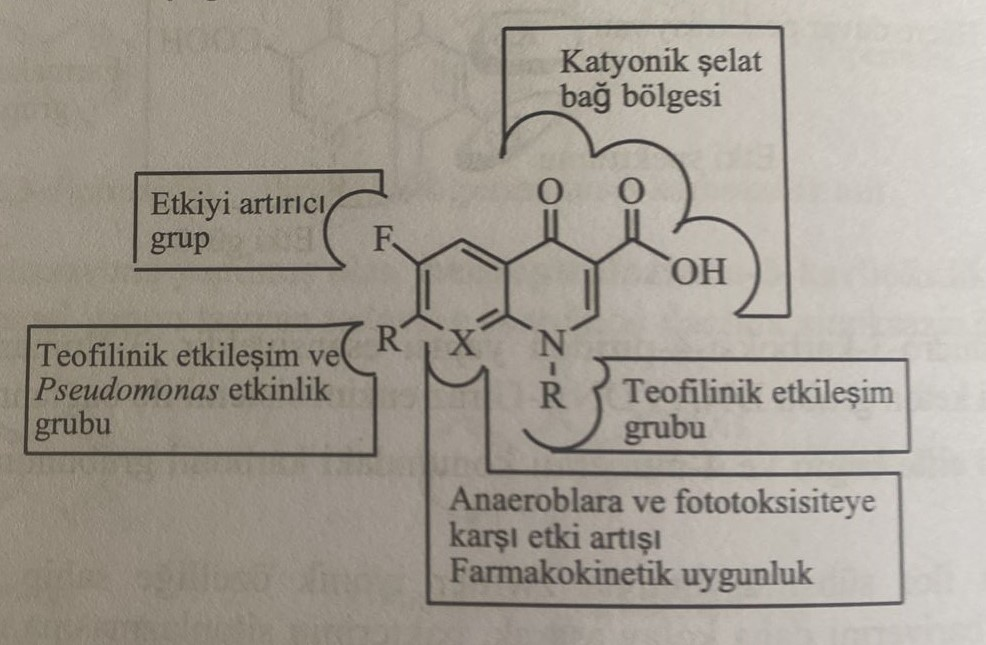 Katyonik şelat
bağ bölgesi
Etkiyi artırıcı
grup
O
O
F
OH
R
X
N
R
Teofilinik etkileşim ve
Pseudomonas etkinlik
grubu
Teofilinik etkileşim
grubu
Anaeroblara ve fototoksisiteye
karşı etki artışı
Farmakokinetik uygunluk